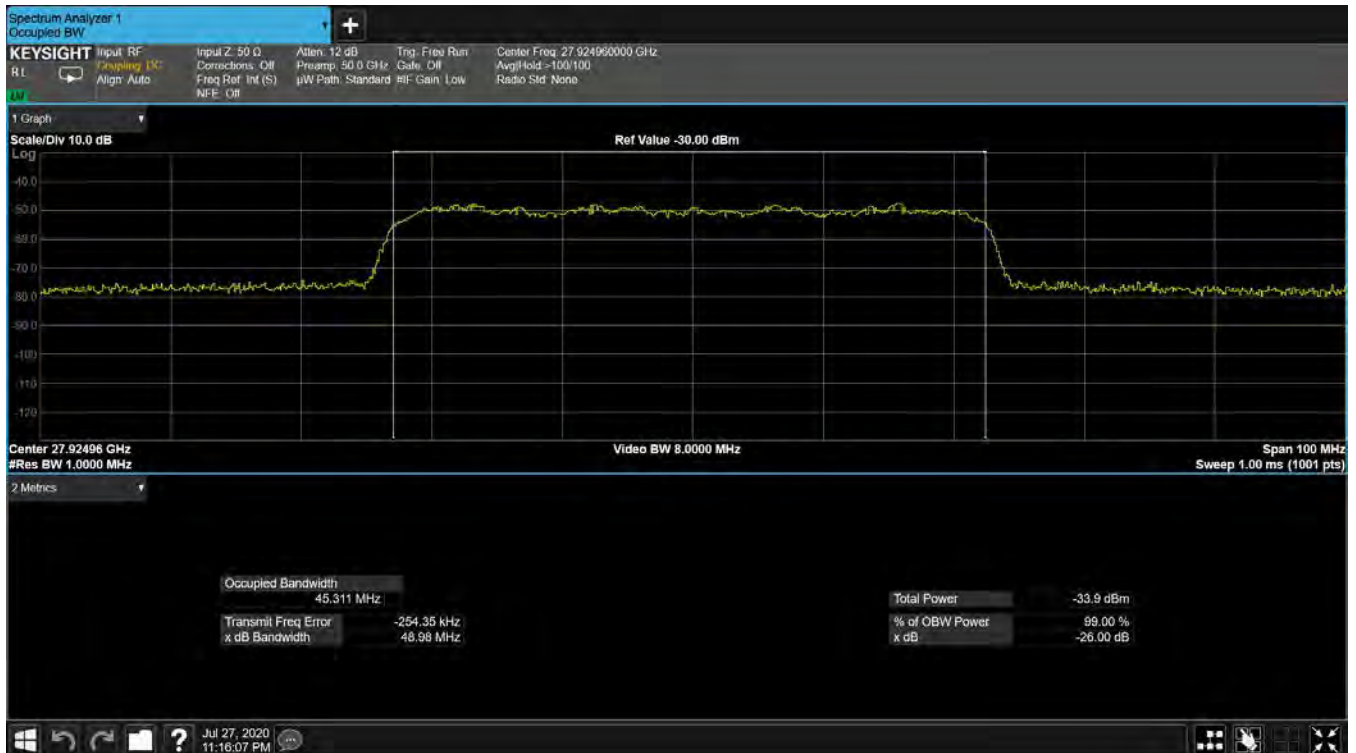 Spectrum Analyzer 1
Occupied BW
KEYSIGHT
RL
Input: RF
Coupling: DC
Align: Auto
Input Z: 50 Ω
Corrections: Off
Freq Ref: Int (S)
NFE: Off
Atten: 12 dB
Preamp: 50.0 GHz
µW Path: Standard
Trig: Free Run
Gate: Off
#IF Gain: Low
Center Freq: 27.924960000 GHz
Avg|Hold:>100/100
Radio Std: None
1 Graph
Scale/Div 10.0 dB
Ref Value -30.00 dBm
Log
-40.0
-50.0
-60.0
-70.0
-80.0
-90.0
-100
-110
-120
Center 27.92496 GHz
Video BW 8.0000 MHz
Span 100 MHz
#Res BW 1.0000 MHz
Sweep 1.00 ms (1001 pts)
2 Metrics
Occupied Bandwidth
45.311 MHz
Transmit Freq Error -254.35 kHz
x dB Bandwidth 48.98 MHz
Total Power -33.9 dBm
% of OBW Power 99.00 %
x dB -26.00 dB
?
Jul 27, 2020
11:16:07 PM